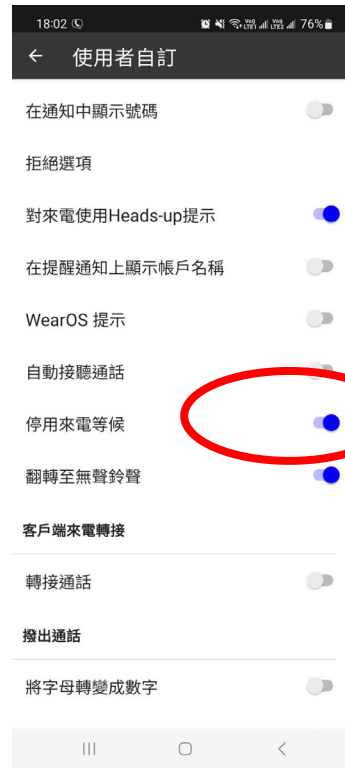 18:02 76%
使用者自訂
在通知中顯示號碼
拒絕選項
對來電使用Heads-up提示
在提醒通知上顯示帳戶名稱
WearOS 提示
自動接聽通話
停用來電等候
翻轉至無聲鈴聲
客戶端來電轉接
轉接通話
撥出通話
將字母轉變成數字